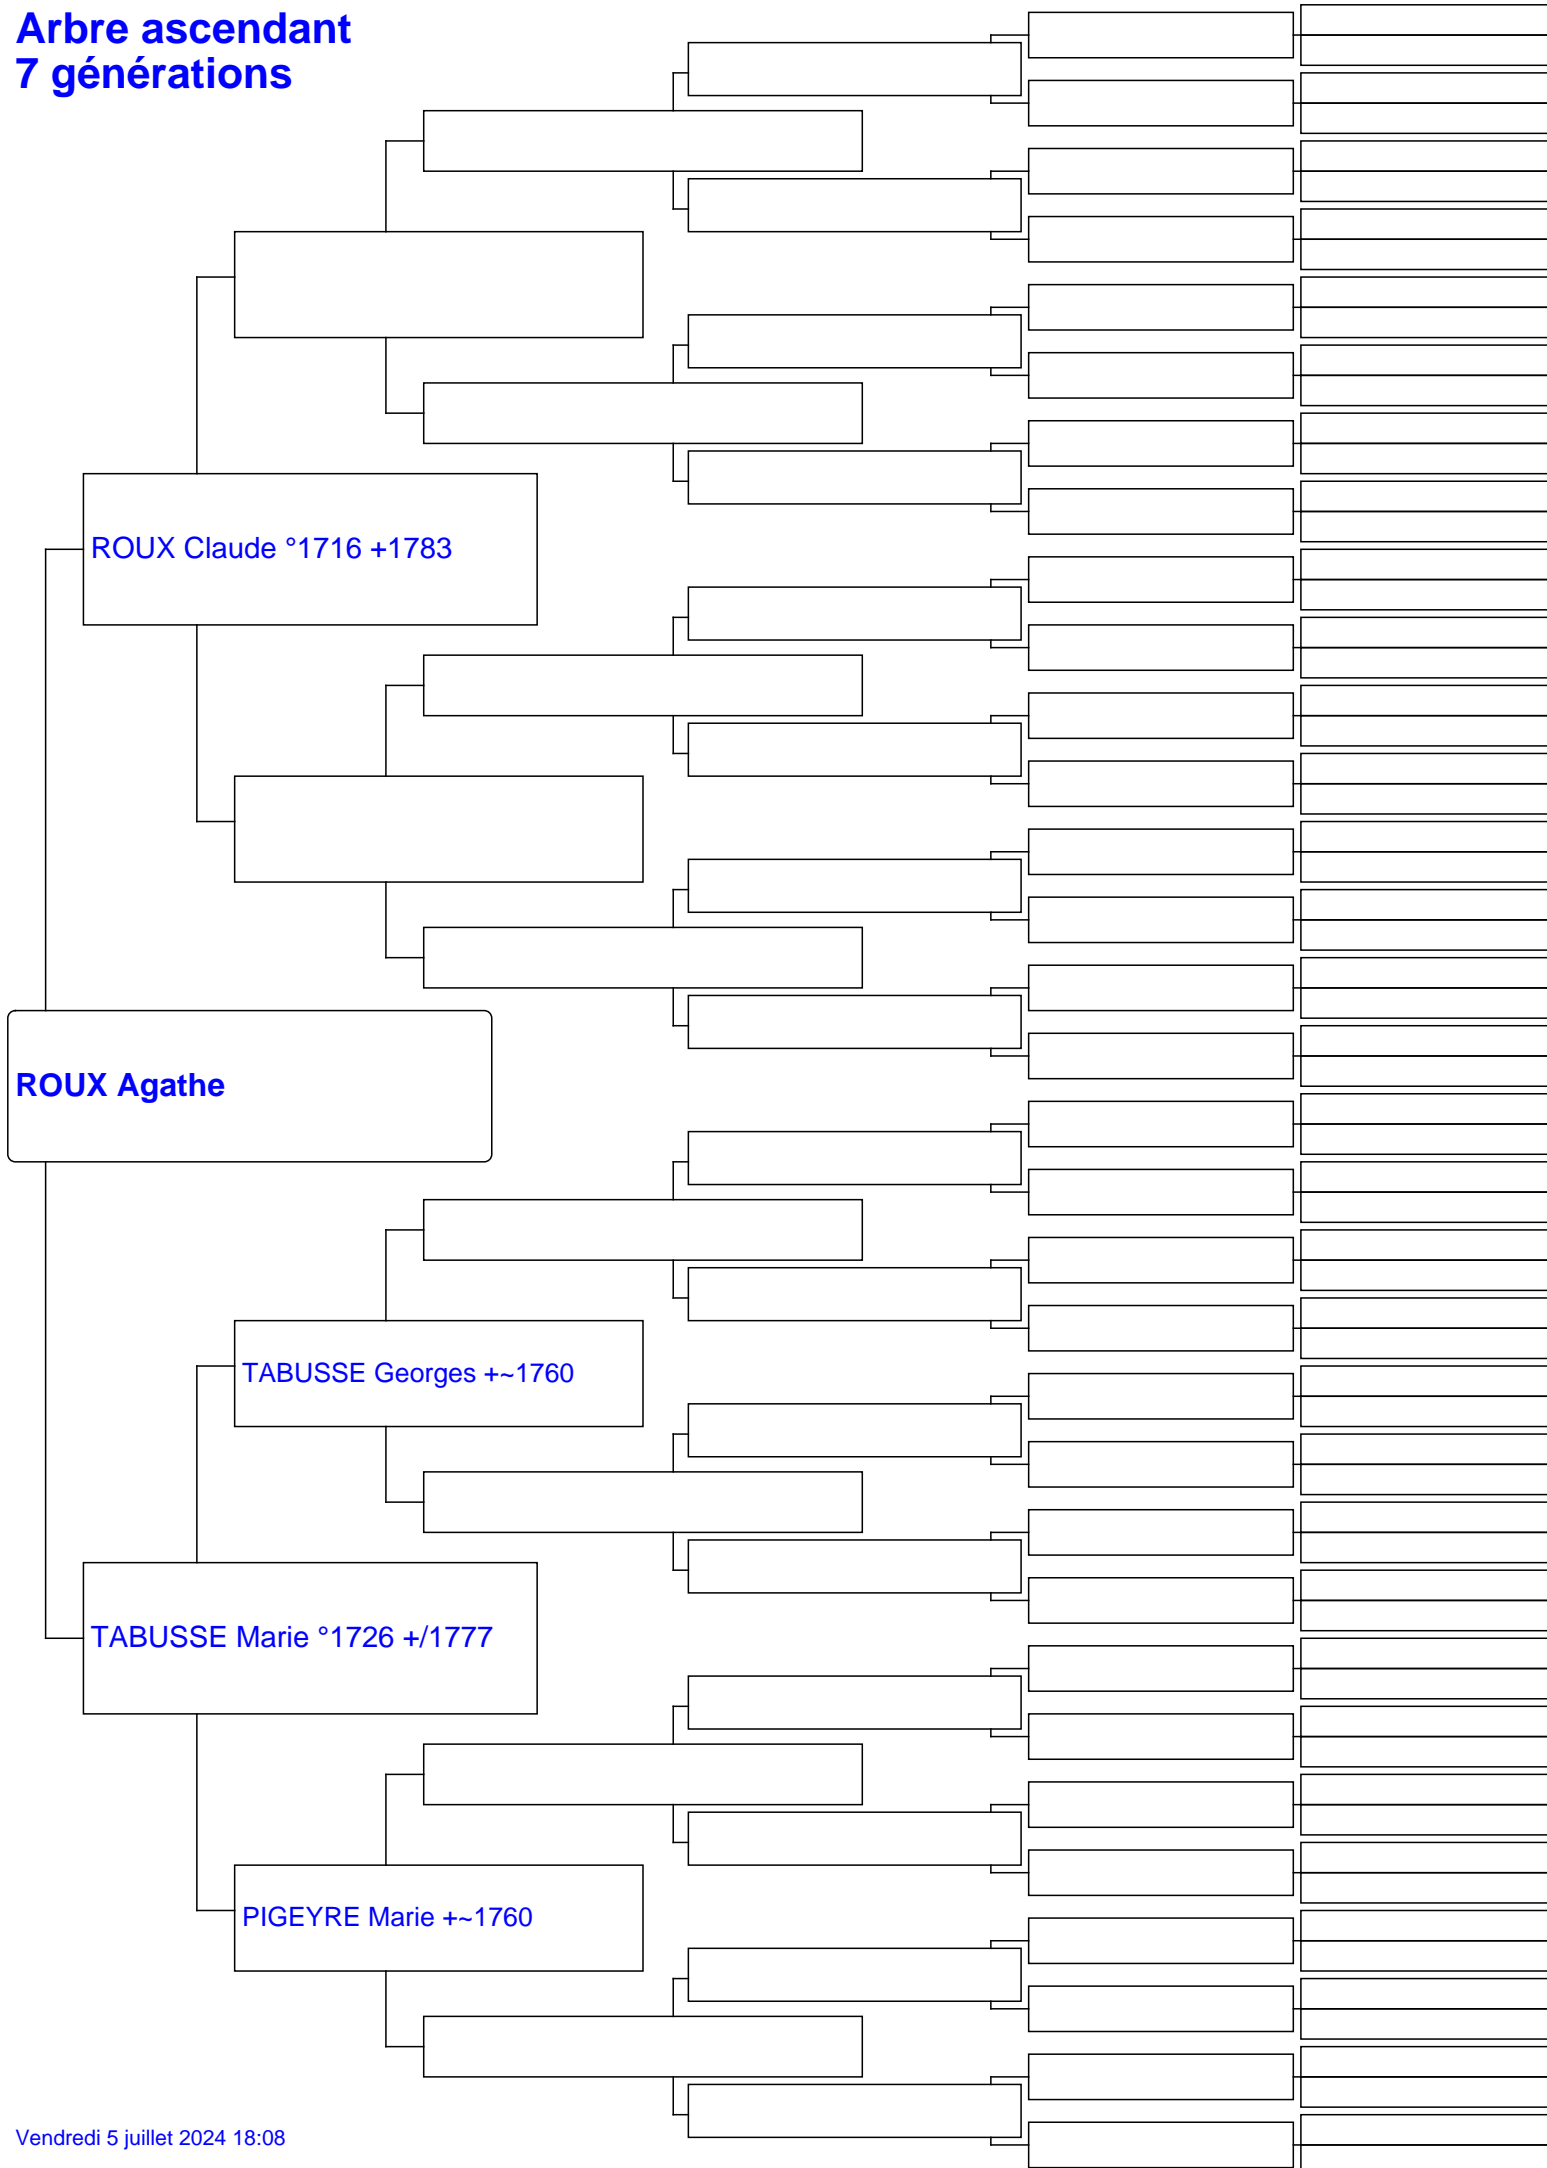 Arbre ascendant
7 générations
ROUX Claude °1716 +1783
ROUX Agathe
TABUSSE Georges +~1760
TABUSSE Marie °1726 +/1777
PIGEYRE Marie +~1760
Vendredi 5 juillet 2024 18:08